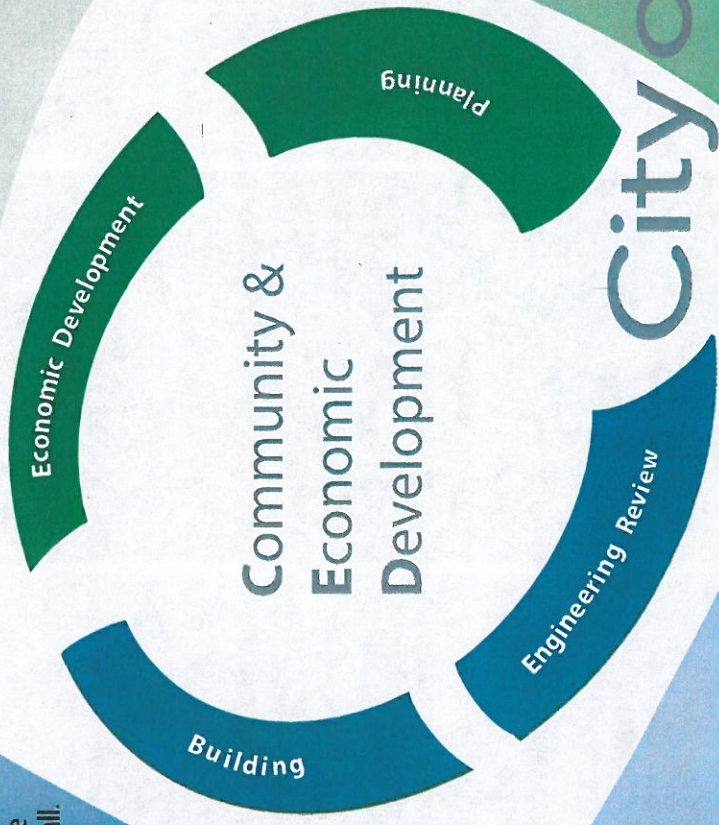 Economic Development
Planning
Community &
Economic
Development
Building
Engineering Review
City